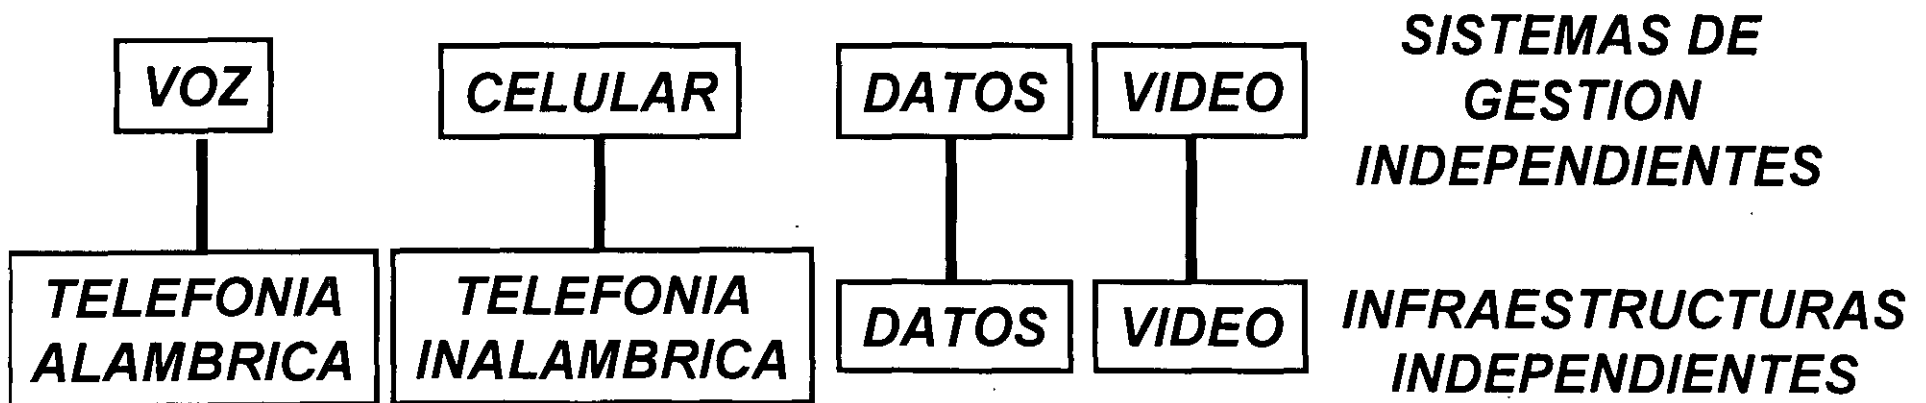 VOZ
CELULAR
DATOS
VIDEO
SISTEMAS DE
GESTION
INDEPENDIENTES
TELEFONIA
ALAMBRICA
TELEFONIA
INALAMBRICA
DATOS
VIDEO
INFRAESTRUCTURAS
INDEPENDIENTES